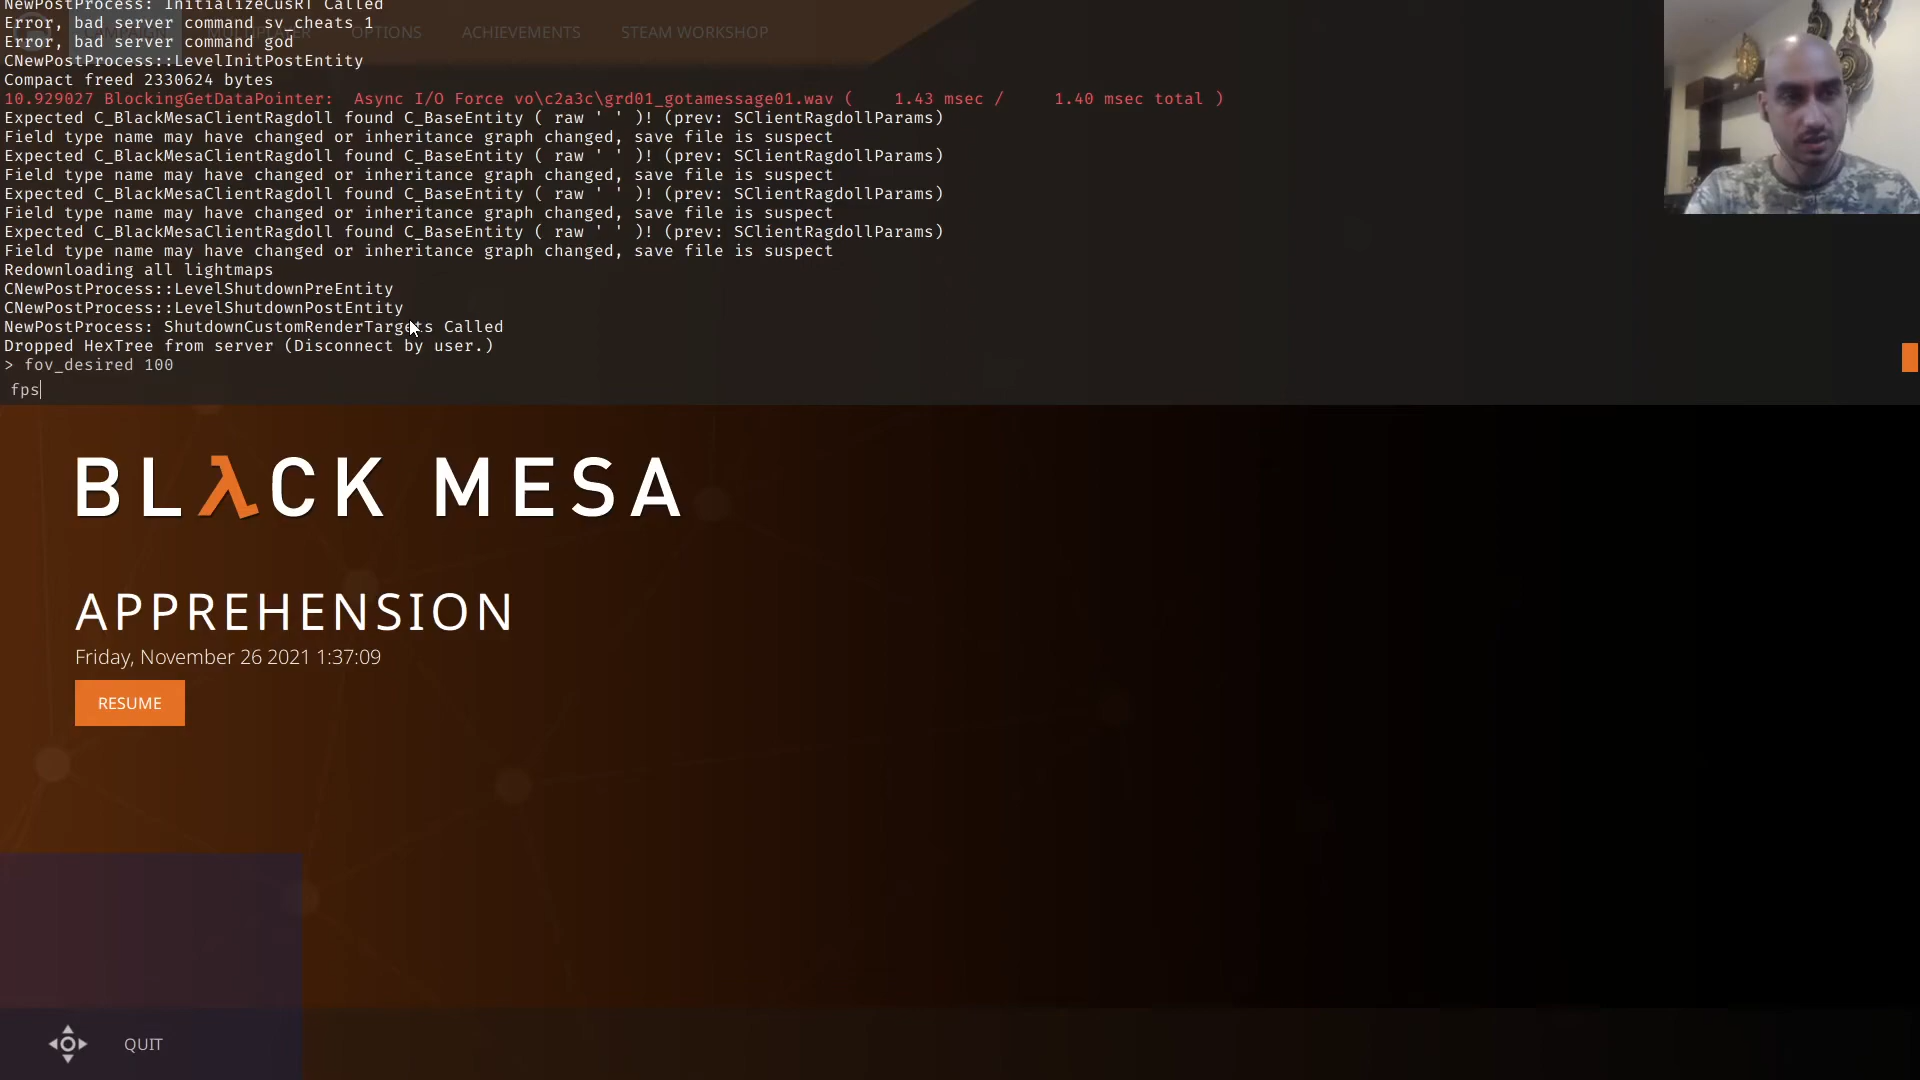 NewPostProcess: InitializeCusRT Called
Error, bad server command sv_cheats 1
OPTIONS ACHIEVEMENTS STEAM WORKSHOP
Error, bad server command god
CNewPostProcess::LevelInitPostEntity
Compact freed 2330624 bytes
10.929027 BlockingGetDataPointer:  Async I/O Force vo\c2a3c\grd01_gotamessage01.wav (    1.43 msec /     1.40 msec total )
Expected C_BlackMesaClientRagdoll found C_BaseEntity ( raw ' ' )! (prev: SClientRagdollParams)
Field type name may have changed or inheritance graph changed, save file is suspect
Expected C_BlackMesaClientRagdoll found C_BaseEntity ( raw ' ' )! (prev: SClientRagdollParams)
Field type name may have changed or inheritance graph changed, save file is suspect
Expected C_BlackMesaClientRagdoll found C_BaseEntity ( raw ' ' )! (prev: SClientRagdollParams)
Field type name may have changed or inheritance graph changed, save file is suspect
Expected C_BlackMesaClientRagdoll found C_BaseEntity ( raw ' ' )! (prev: SClientRagdollParams)
Field type name may have changed or inheritance graph changed, save file is suspect
Redownloading all lightmaps
CNewPostProcess::LevelShutdownPreEntity
CNewPostProcess::LevelShutdownPostEntity
NewPostProcess: ShutdownCustomRenderTargets Called
Dropped HexTree from server (Disconnect by user.)
> fov_desired 100
fps
BLλCK MESA
APPREHENSION
Friday, November 26 2021 1:37:09
RESUME
QUIT